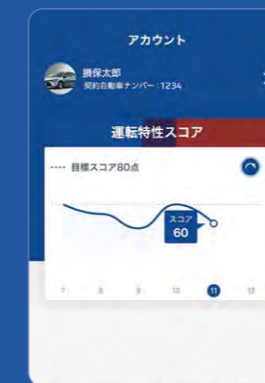 アカウント
損保太郎
契約自動車ナンバー：1234
運転特性スコア
---- 目標スコア80点
スコア
60
7 8 9 10 11 12